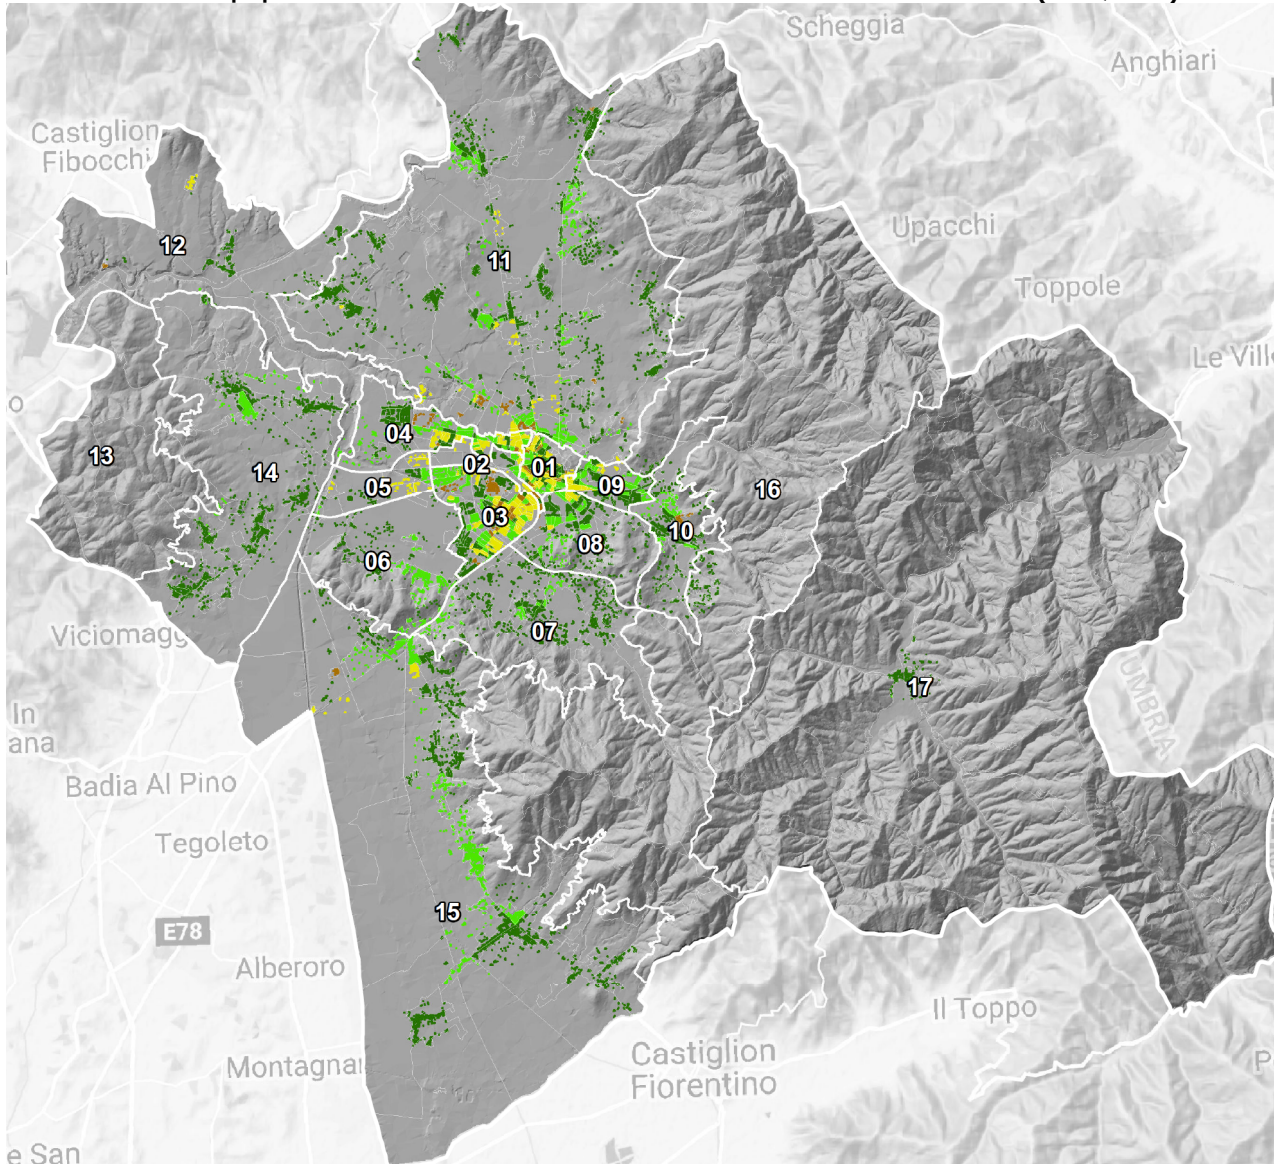 Scheggia
Anghiari
Castiglion
Fibocchi
Upacchi
12
11
Toppole
Le Ville
04
13
02
01
14
05
09
16
03
10
08
06
Viciomagg
07
17
UMBRIA
In
ana
Badia Al Pino
Tegoleto
15
E78
Alberoro
Il Toppo
Castiglion
Fiorentino
Montagnan
e San